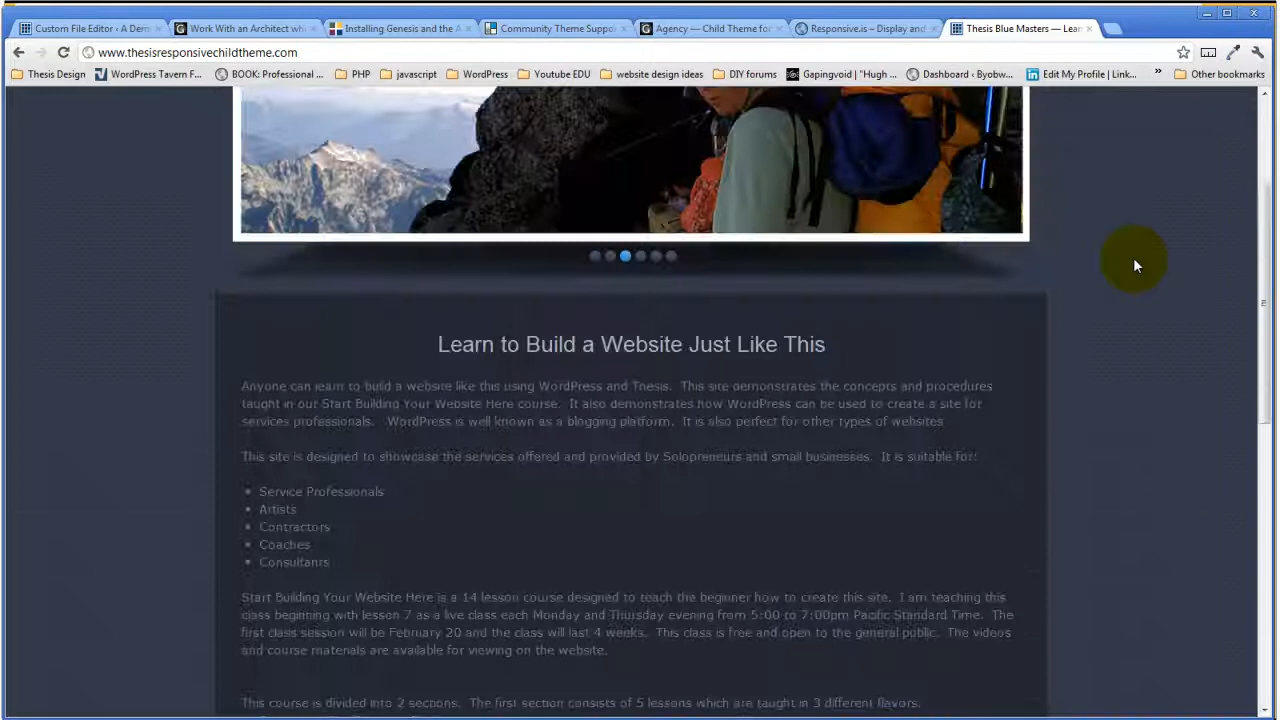 Custom File Editor ‹ A Dem
Work With an Architect whi
Installing Genesis and the A
Community Theme Suppo
Agency — Child Theme for
Responsive.is – Display and
Thesis Blue Masters — Lear
www.thesisresponsivechildtheme.com
Thesis Design
WordPress Tavern F...
BOOK: Professional ...
PHP
javascript
WordPress
Youtube EDU
website design ideas
DIY forums
Gapingvoid | "Hugh ...
Dashboard ‹ Byobw...
Edit My Profile | Link...
»
Other bookmarks
Learn to Build a Website Just Like This
Anyone can learn to build a website like this using WordPress and Thesis. This site demonstrates the concepts and procedures
taught in our Start Building Your Website Here course. It also demonstrates how WordPress can be used to create a site for
services professionals. WordPress is well known as a blogging platform. It is also perfect for other types of websites
This site is designed to showcase the services offered and provided by Solopreneurs and small businesses. It is suitable for:
• Service Professionals
• Artists
• Contractors
• Coaches
• Consultants
Start Building Your Website Here is a 14 lesson course designed to teach the beginner how to create this site. I am teaching this
class beginning with lesson 7 as a live class each Monday and Thusday evening from 5:00 to 7:00pm Pacific Standard Time. The
first class session will be February 20 and the class will last 4 weeks. This class is free and open to the general public. The videos
and course materials are available for viewing on the website.
This course is divided into 2 sections. The first section consists of 5 lessons which are taught in 3 different flavors.